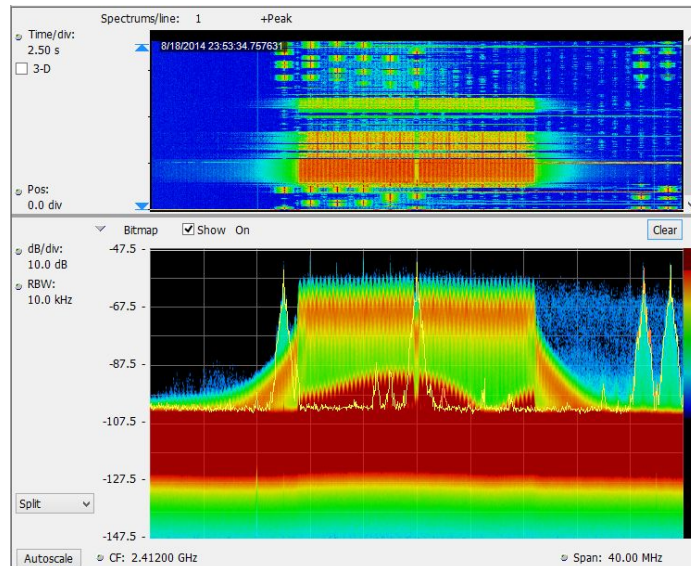 Spectrums/line: 1 +Peak
Time/div:
2.50 s
8/18/2014 23:53:34.757631
3-D
Pos:
0.0 div
Bitmap Show On Clear
dB/div:
10.0 dB
RBW:
10.0 kHz
-47.5
-67.5
-87.5
-107.5
-127.5
-147.5
Split
Autoscale CF: 2.41200 GHz Span: 40.00 MHz